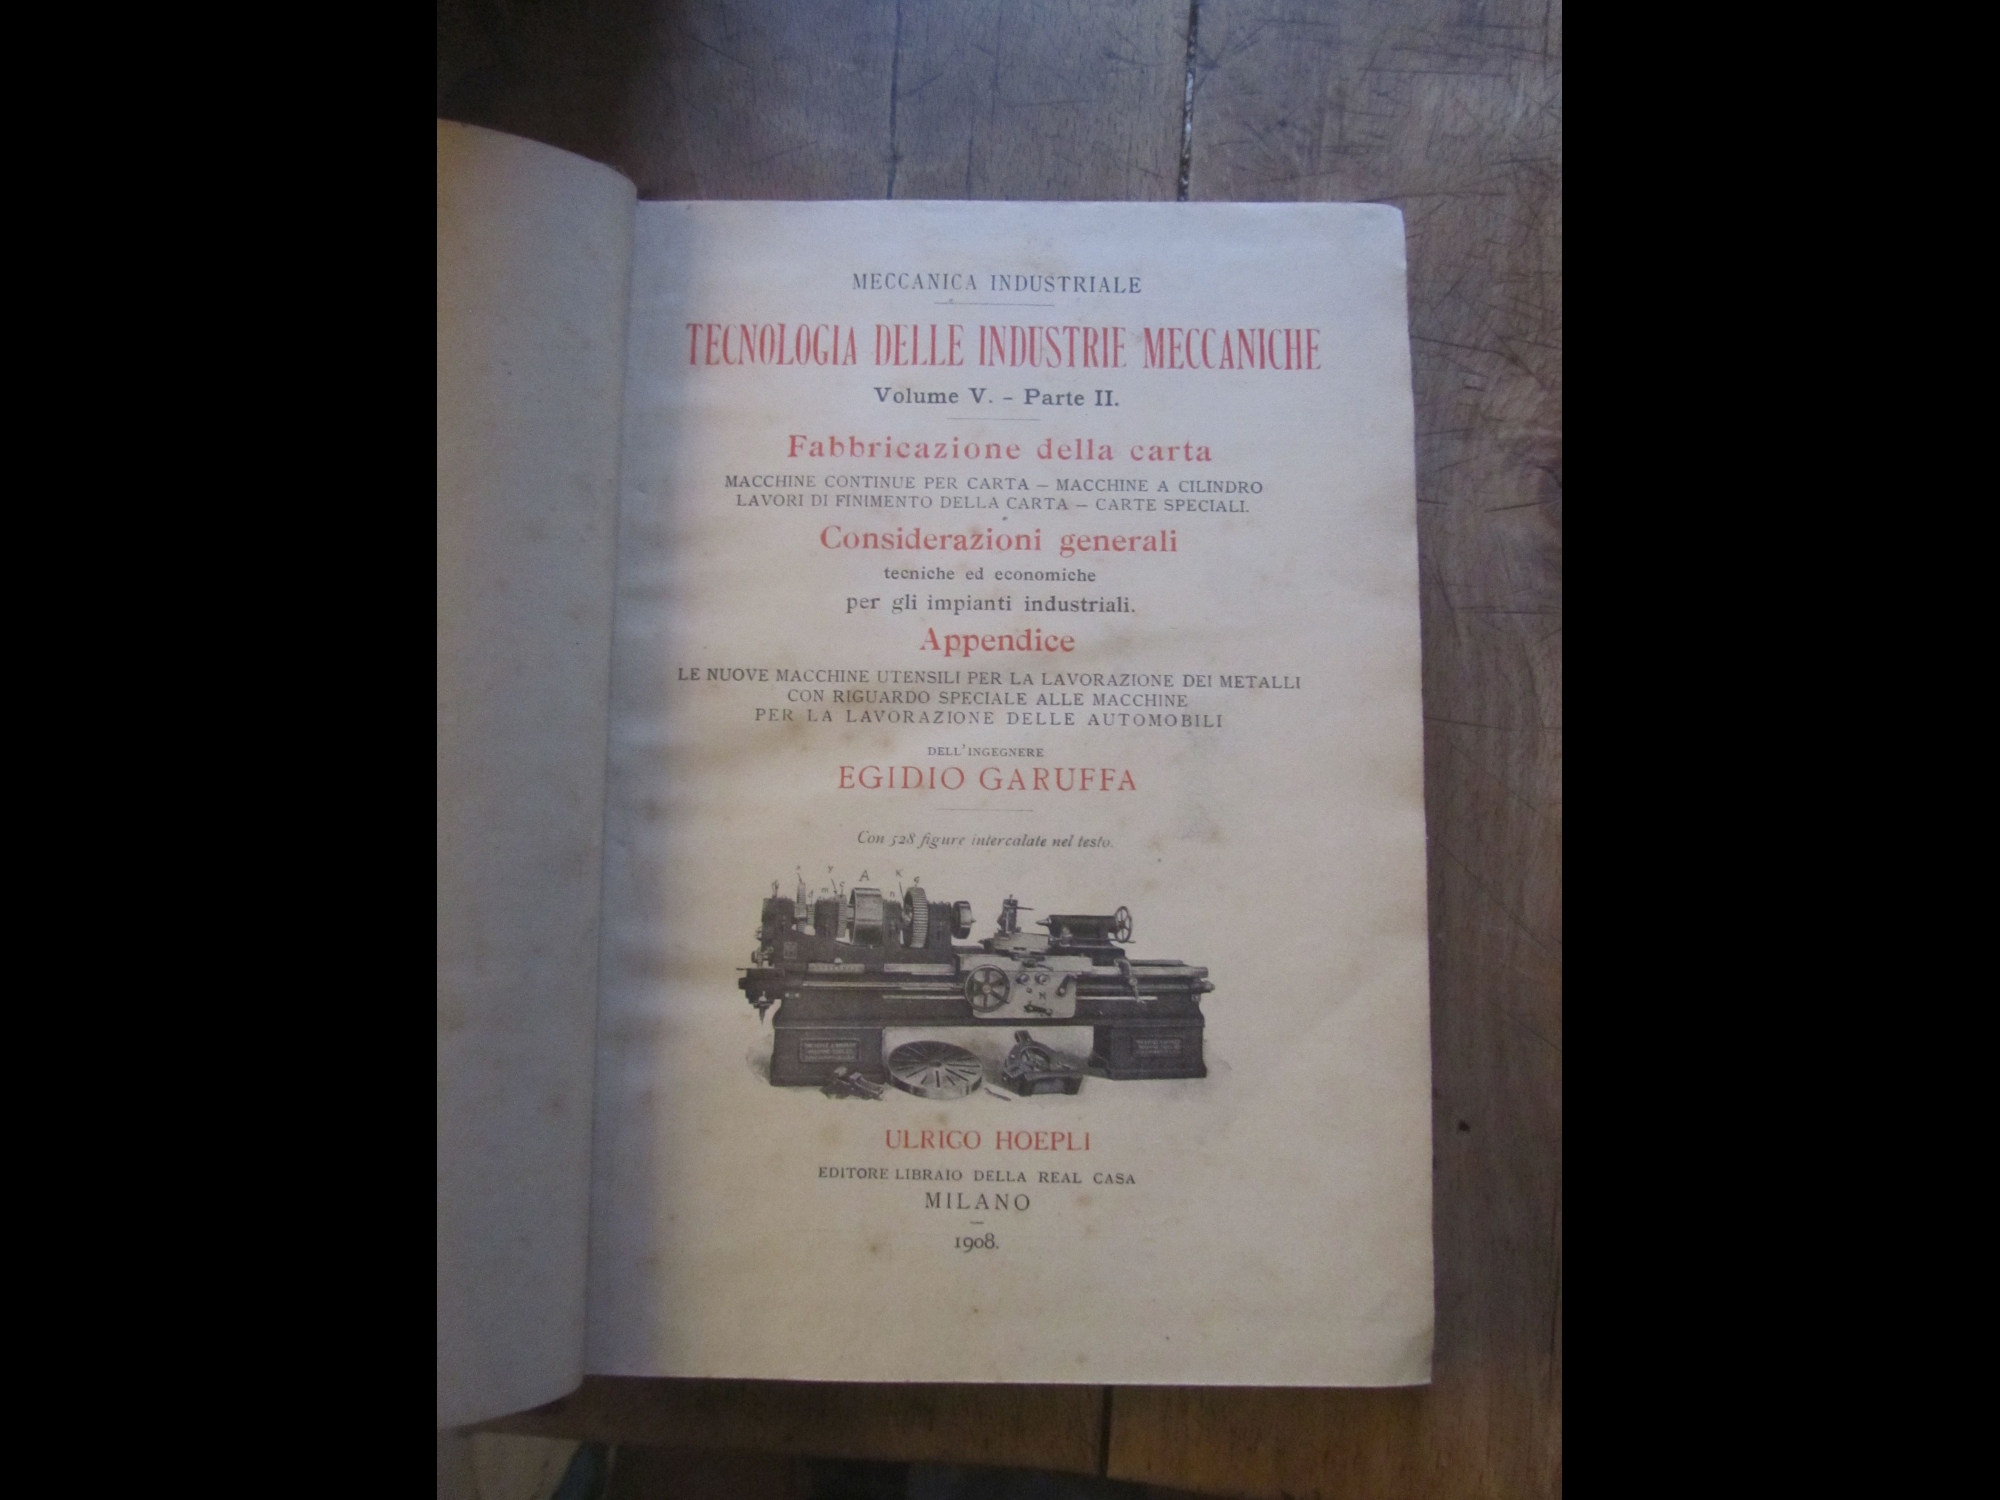 MECCANICA INDUSTRIALE
TECNOLOGIA DELLE INDUSTRIE MECCANICHE
Volume V. - Parte II.
Fabbricazione della carta
MACCHINE CONTINUE PER CARTA – MACCHINE A CILINDRO
LAVORI DI FINIMENTO DELLA CARTA – CARTE SPECIALI.
Considerazioni generali
tecniche ed economiche
per gli impianti industriali.
Appendice
LE NUOVE MACCHINE UTENSILI PER LA LAVORAZIONE DEI METALLI
CON RIGUARDO SPECIALE ALLE MACCHINE
PER LA LAVORAZIONE DELLE AUTOMOBILI
DELL'INGEGNERE
EGIDIO GARUFFA
Con 528 figure intercalate nel testo.
A
ULRICO HOEPLI
EDITORE LIBRAIO DELLA REAL CASA
MILANO
1908.